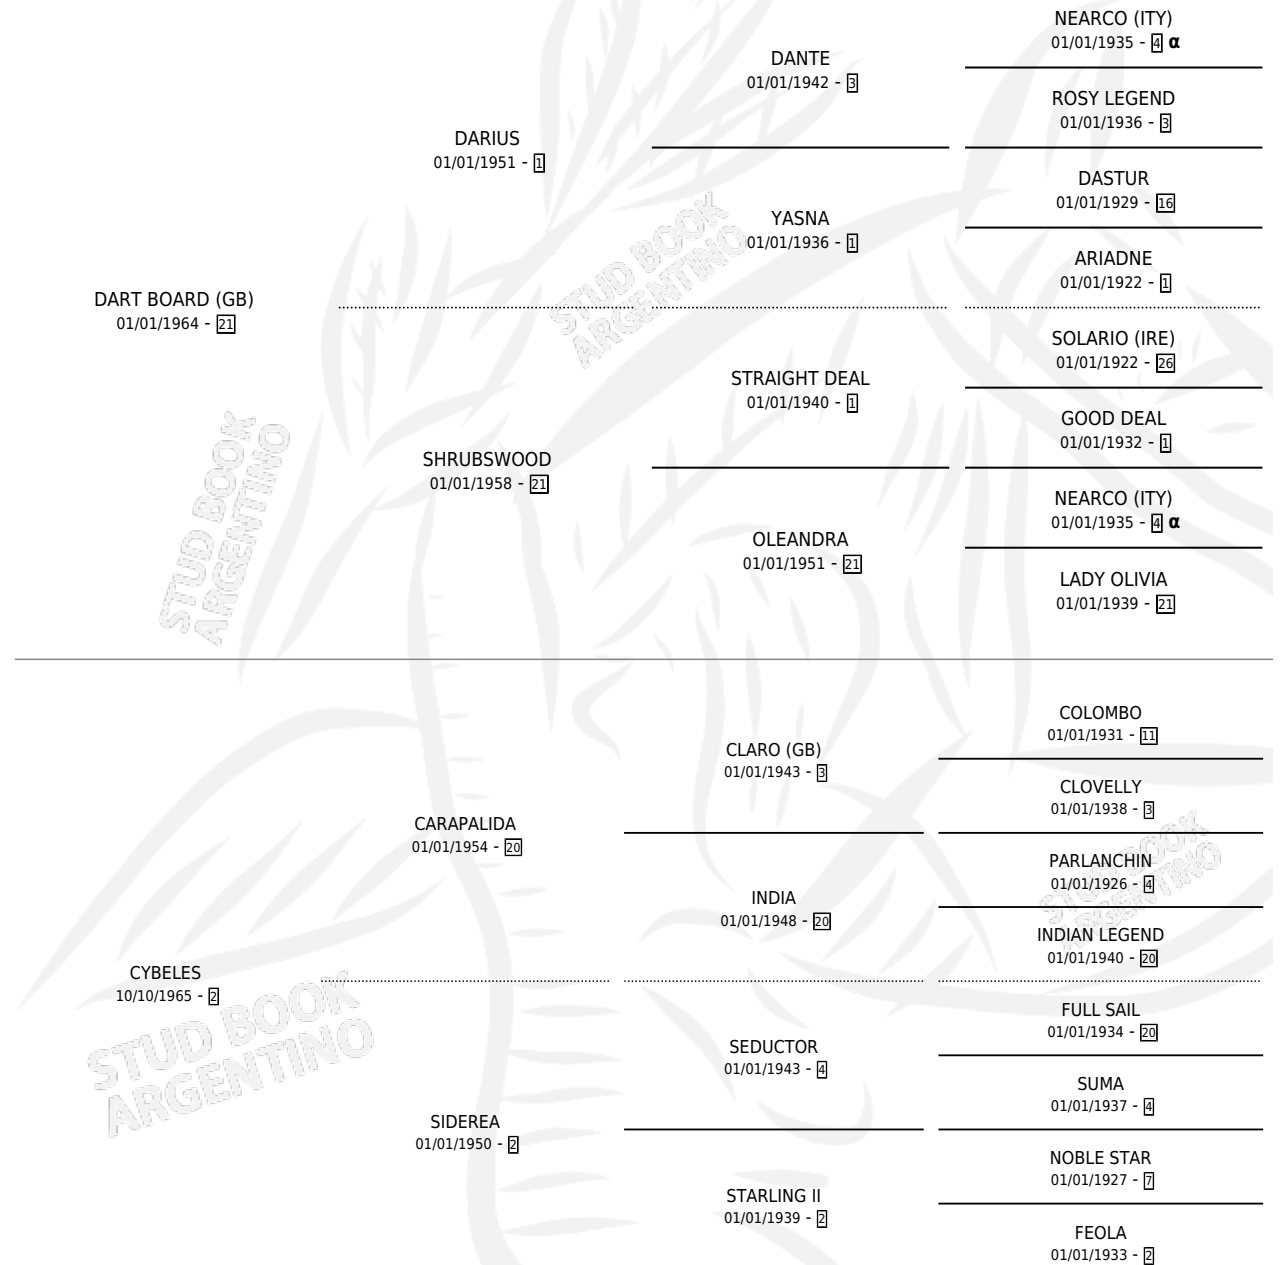 NEARCO (ITY)
01/01/1935 - 4 α
DANTE
01/01/1942 - 3
ROSY LEGEND
01/01/1936 - 3
DARIUS
01/01/1951 - 1
DASTUR
01/01/1929 - 16
YASNA
01/01/1936 - 1
ARIADNE
01/01/1922 - 1
DART BOARD (GB)
01/01/1964 - 21
SOLARIO (IRE)
01/01/1922 - 26
STRAIGHT DEAL
01/01/1940 - 1
GOOD DEAL
01/01/1932 - 1
SHRUBSWOOD
01/01/1958 - 21
NEARCO (ITY)
01/01/1935 - 4 α
OLEANDRA
01/01/1951 - 21
LADY OLIVIA
01/01/1939 - 21
COLOMBO
01/01/1931 - 11
CLARO (GB)
01/01/1943 - 3
CLOVELLY
01/01/1938 - 3
CARAPALIDA
01/01/1954 - 20
PARLANCHIN
01/01/1926 - 4
INDIA
01/01/1948 - 20
INDIAN LEGEND
01/01/1940 - 20
CYBELES
10/10/1965 - 2
FULL SAIL
01/01/1934 - 20
SEDUCTOR
01/01/1943 - 4
SUMA
01/01/1937 - 4
SIDEREA
01/01/1950 - 2
NOBLE STAR
01/01/1927 - 7
STARLING II
01/01/1939 - 2
FEOLA
01/01/1933 - 2
STUD BOOK
ARGENTINO
STUD BOOK
ARGENTINO
STUD BOOK
ARGENTINO
STUD BOOK
ARGENTINO